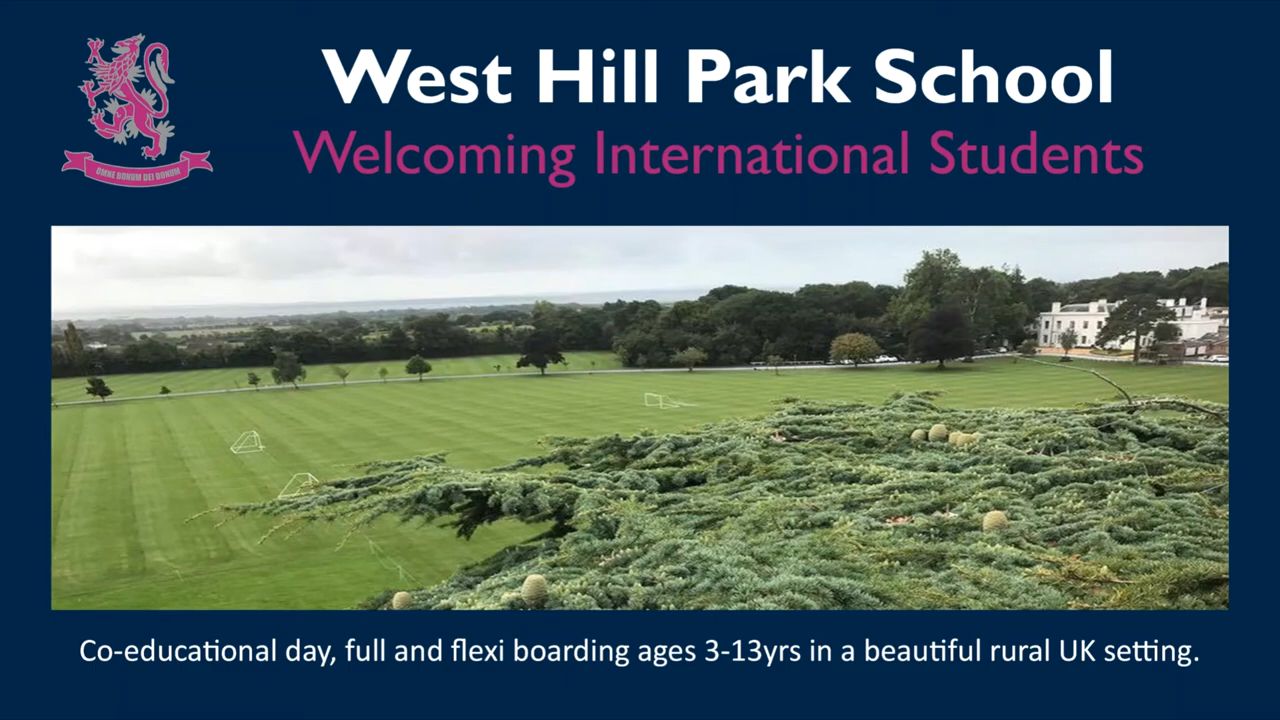 West Hill Park School
Welcoming International Students
OMNE BONUM DEI DONUM
Co-educational day, full and flexi boarding ages 3-13yrs in a beautiful rural UK setting.